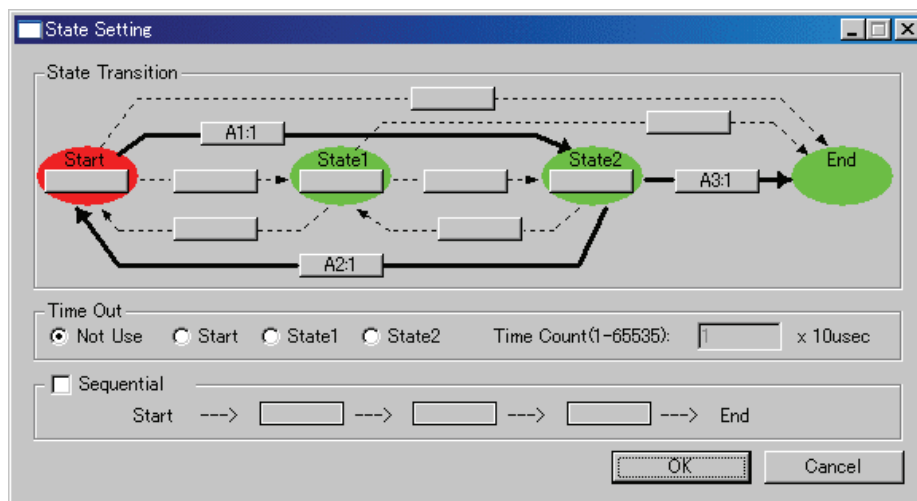 State Setting
State Transition
A1:1
Start
State1
State2
End
A3:1
A2:1
Time Out
Not Use
Start
State1
State2
Time Count(1-65535):
1
x 10usec
Sequential
Start ---> ---> ---> ---> End
OK
Cancel